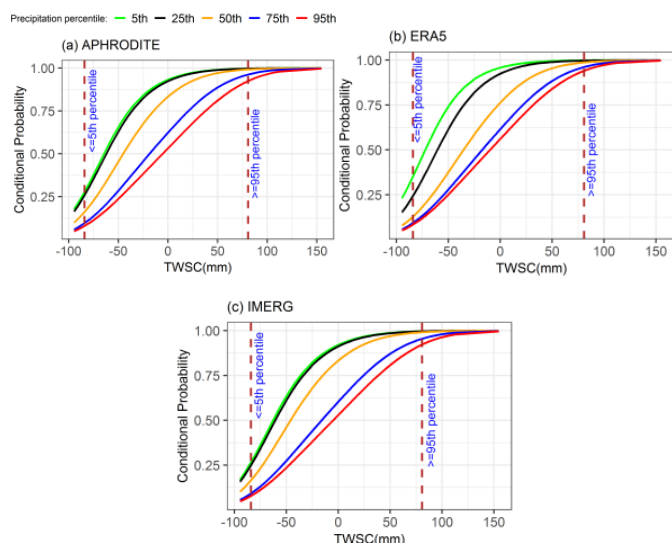 Precipitation percentile: 5th 25th 50th 75th 95th
(a) APHRODITE
Conditional Probability
1.00
0.75
0.50
0.25
<=5th percentile
>=95th percentile
-100 -50 0 50 100 150
TWSC(mm)
(b) ERA5
Conditional Probability
1.00
0.75
0.50
0.25
<=5th percentile
>=95th percentile
-100 -50 0 50 100 150
TWSC(mm)
(c) IMERG
Conditional Probability
1.00
0.75
0.50
0.25
<=5th percentile
>=95th percentile
-100 -50 0 50 100 150
TWSC(mm)